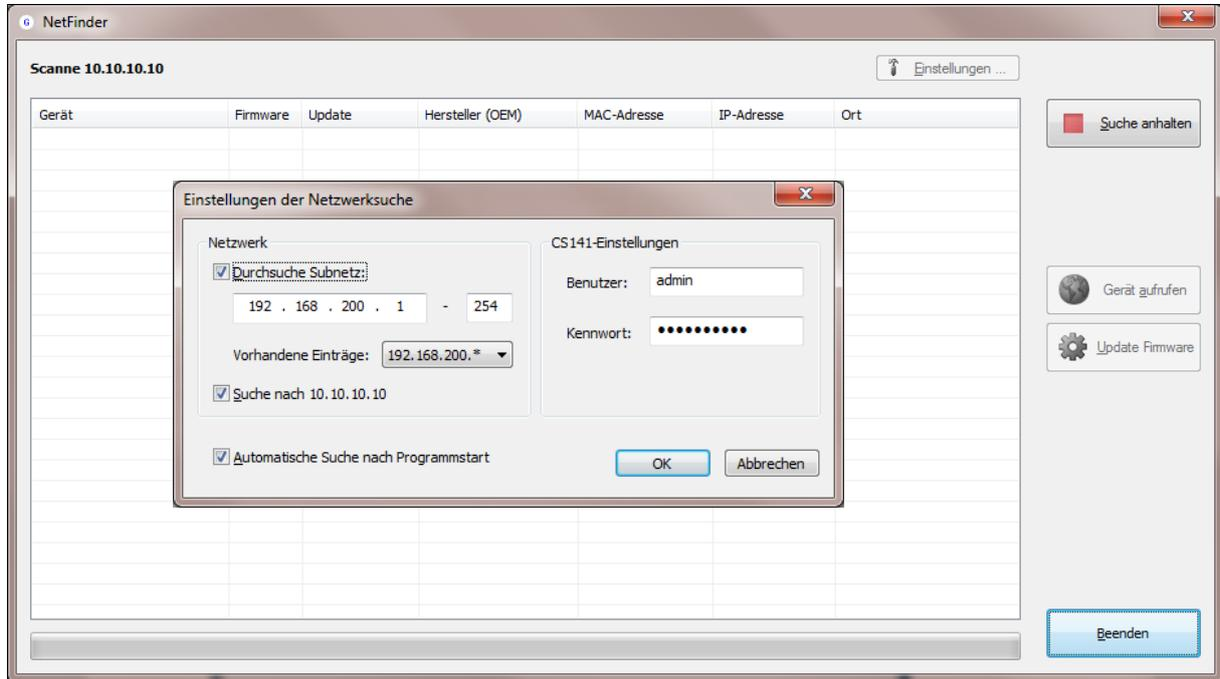 NetFinder
Scanne 10.10.10.10
Einstellungen ...
Gerät Firmware Update Hersteller (OEM) MAC-Adresse IP-Adresse Ort
Suche anhalten
Einstellungen der Netzwerksuche
Netzwerk
Durchsuche Subnetz:
192 . 168 . 200 . 1 - 254
Vorhandene Einträge: 192.168.200.*
Suche nach 10.10.10.10
CS141-Einstellungen
Benutzer: admin
Kennwort: ••••••••••
Automatische Suche nach Programmstart
OK Abbrechen
Gerät aufrufen
Update Firmware
Beenden